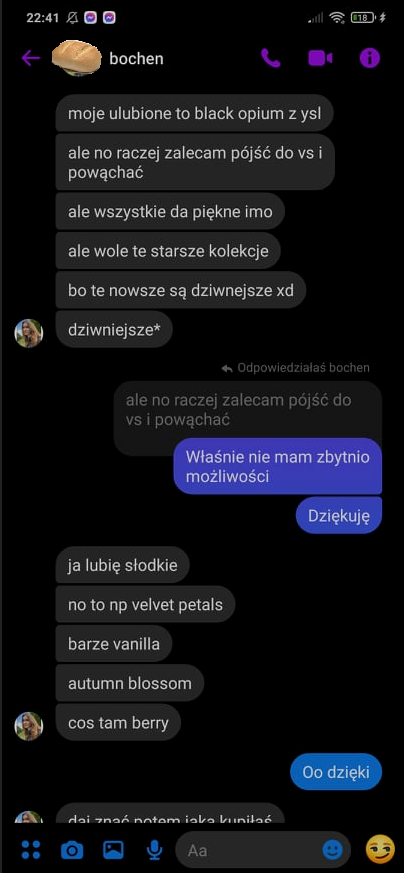 22:41
18
bochen
moje ulubione to black opium z ysl
ale no raczej zalecam pójść do vs i
powąchać
ale wszystkie da piękne imo
ale wole te starsze kolekcje
bo te nowsze są dziwnejsze xd
dziwniejsze*
Odpowiedziałaś bochen
ale no raczej zalecam pójść do
vs i powąchać
Właśnie nie mam zbytnio
możliwości
Dziękuję
ja lubię słodkie
no to np velvet petals
barze vanilla
autumn blossom
cos tam berry
Oo dzięki
daj znać potem jaką kupiłaś
Aa